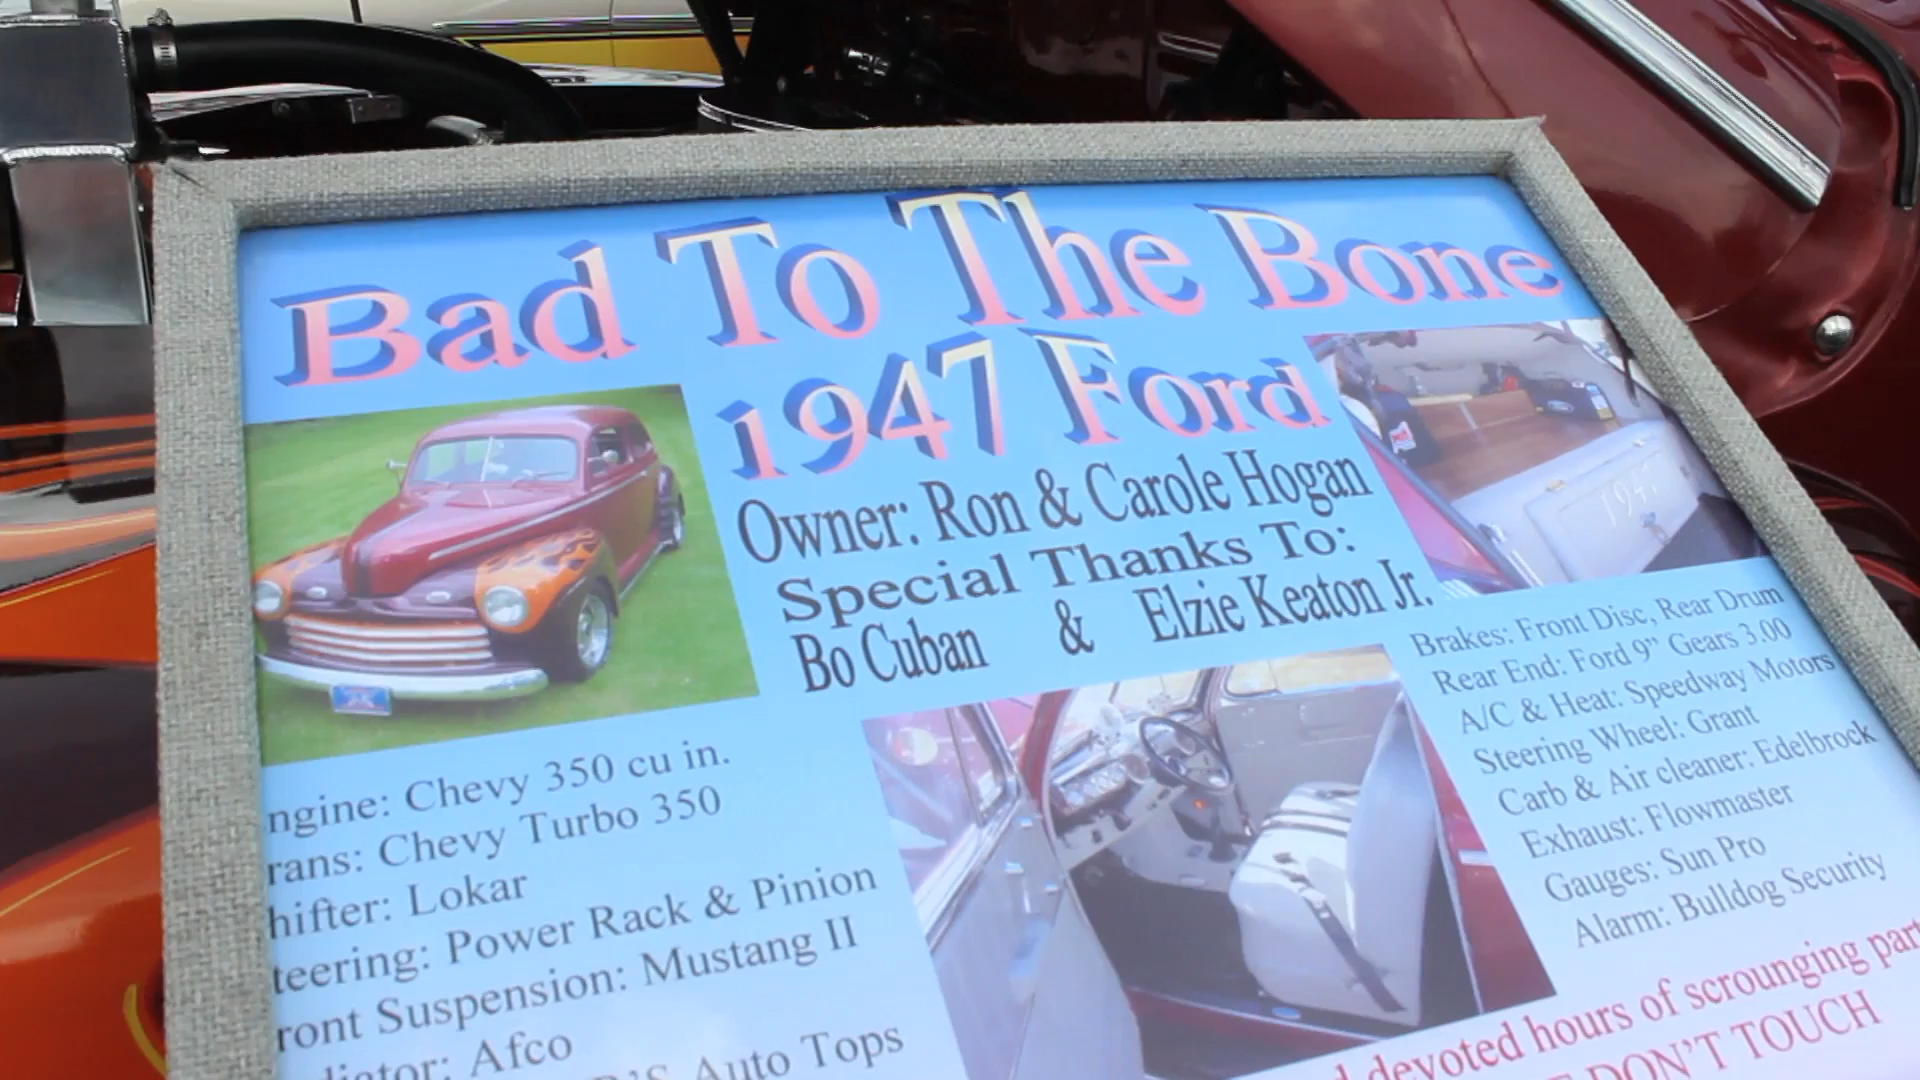 Bad To The Bone
1947 Ford
Owner: Ron & Carole Hogan
Special Thanks To:
Bo Cuban & Elzie Keaton Jr.
1947
ngine: Chevy 350 cu in.
rans: Chevy Turbo 350
hifter: Lokar
teering: Power Rack & Pinion
ront Suspension: Mustang II
diator: Afco
'S Auto Tops
Brakes: Front Disc, Rear Drum
Rear End: Ford 9" Gears 3.00
A/C & Heat: Speedway Motors
Steering Wheel: Grant
Carb & Air cleaner: Edelbrock
Exhaust: Flowmaster
Gauges: Sun Pro
Alarm: Bulldog Security
d devoted hours of scrounging part
E DON'T TOUCH